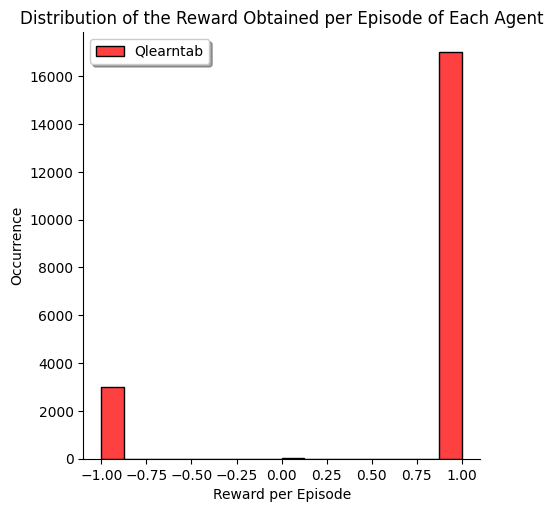 Distribution of the Reward Obtained per Episode of Each Agent
Qlearntab
16000
14000
12000
10000
8000
6000
4000
2000
0
Occurrence
−1.00 −0.75 −0.50 −0.25 0.00 0.25 0.50 0.75 1.00
Reward per Episode